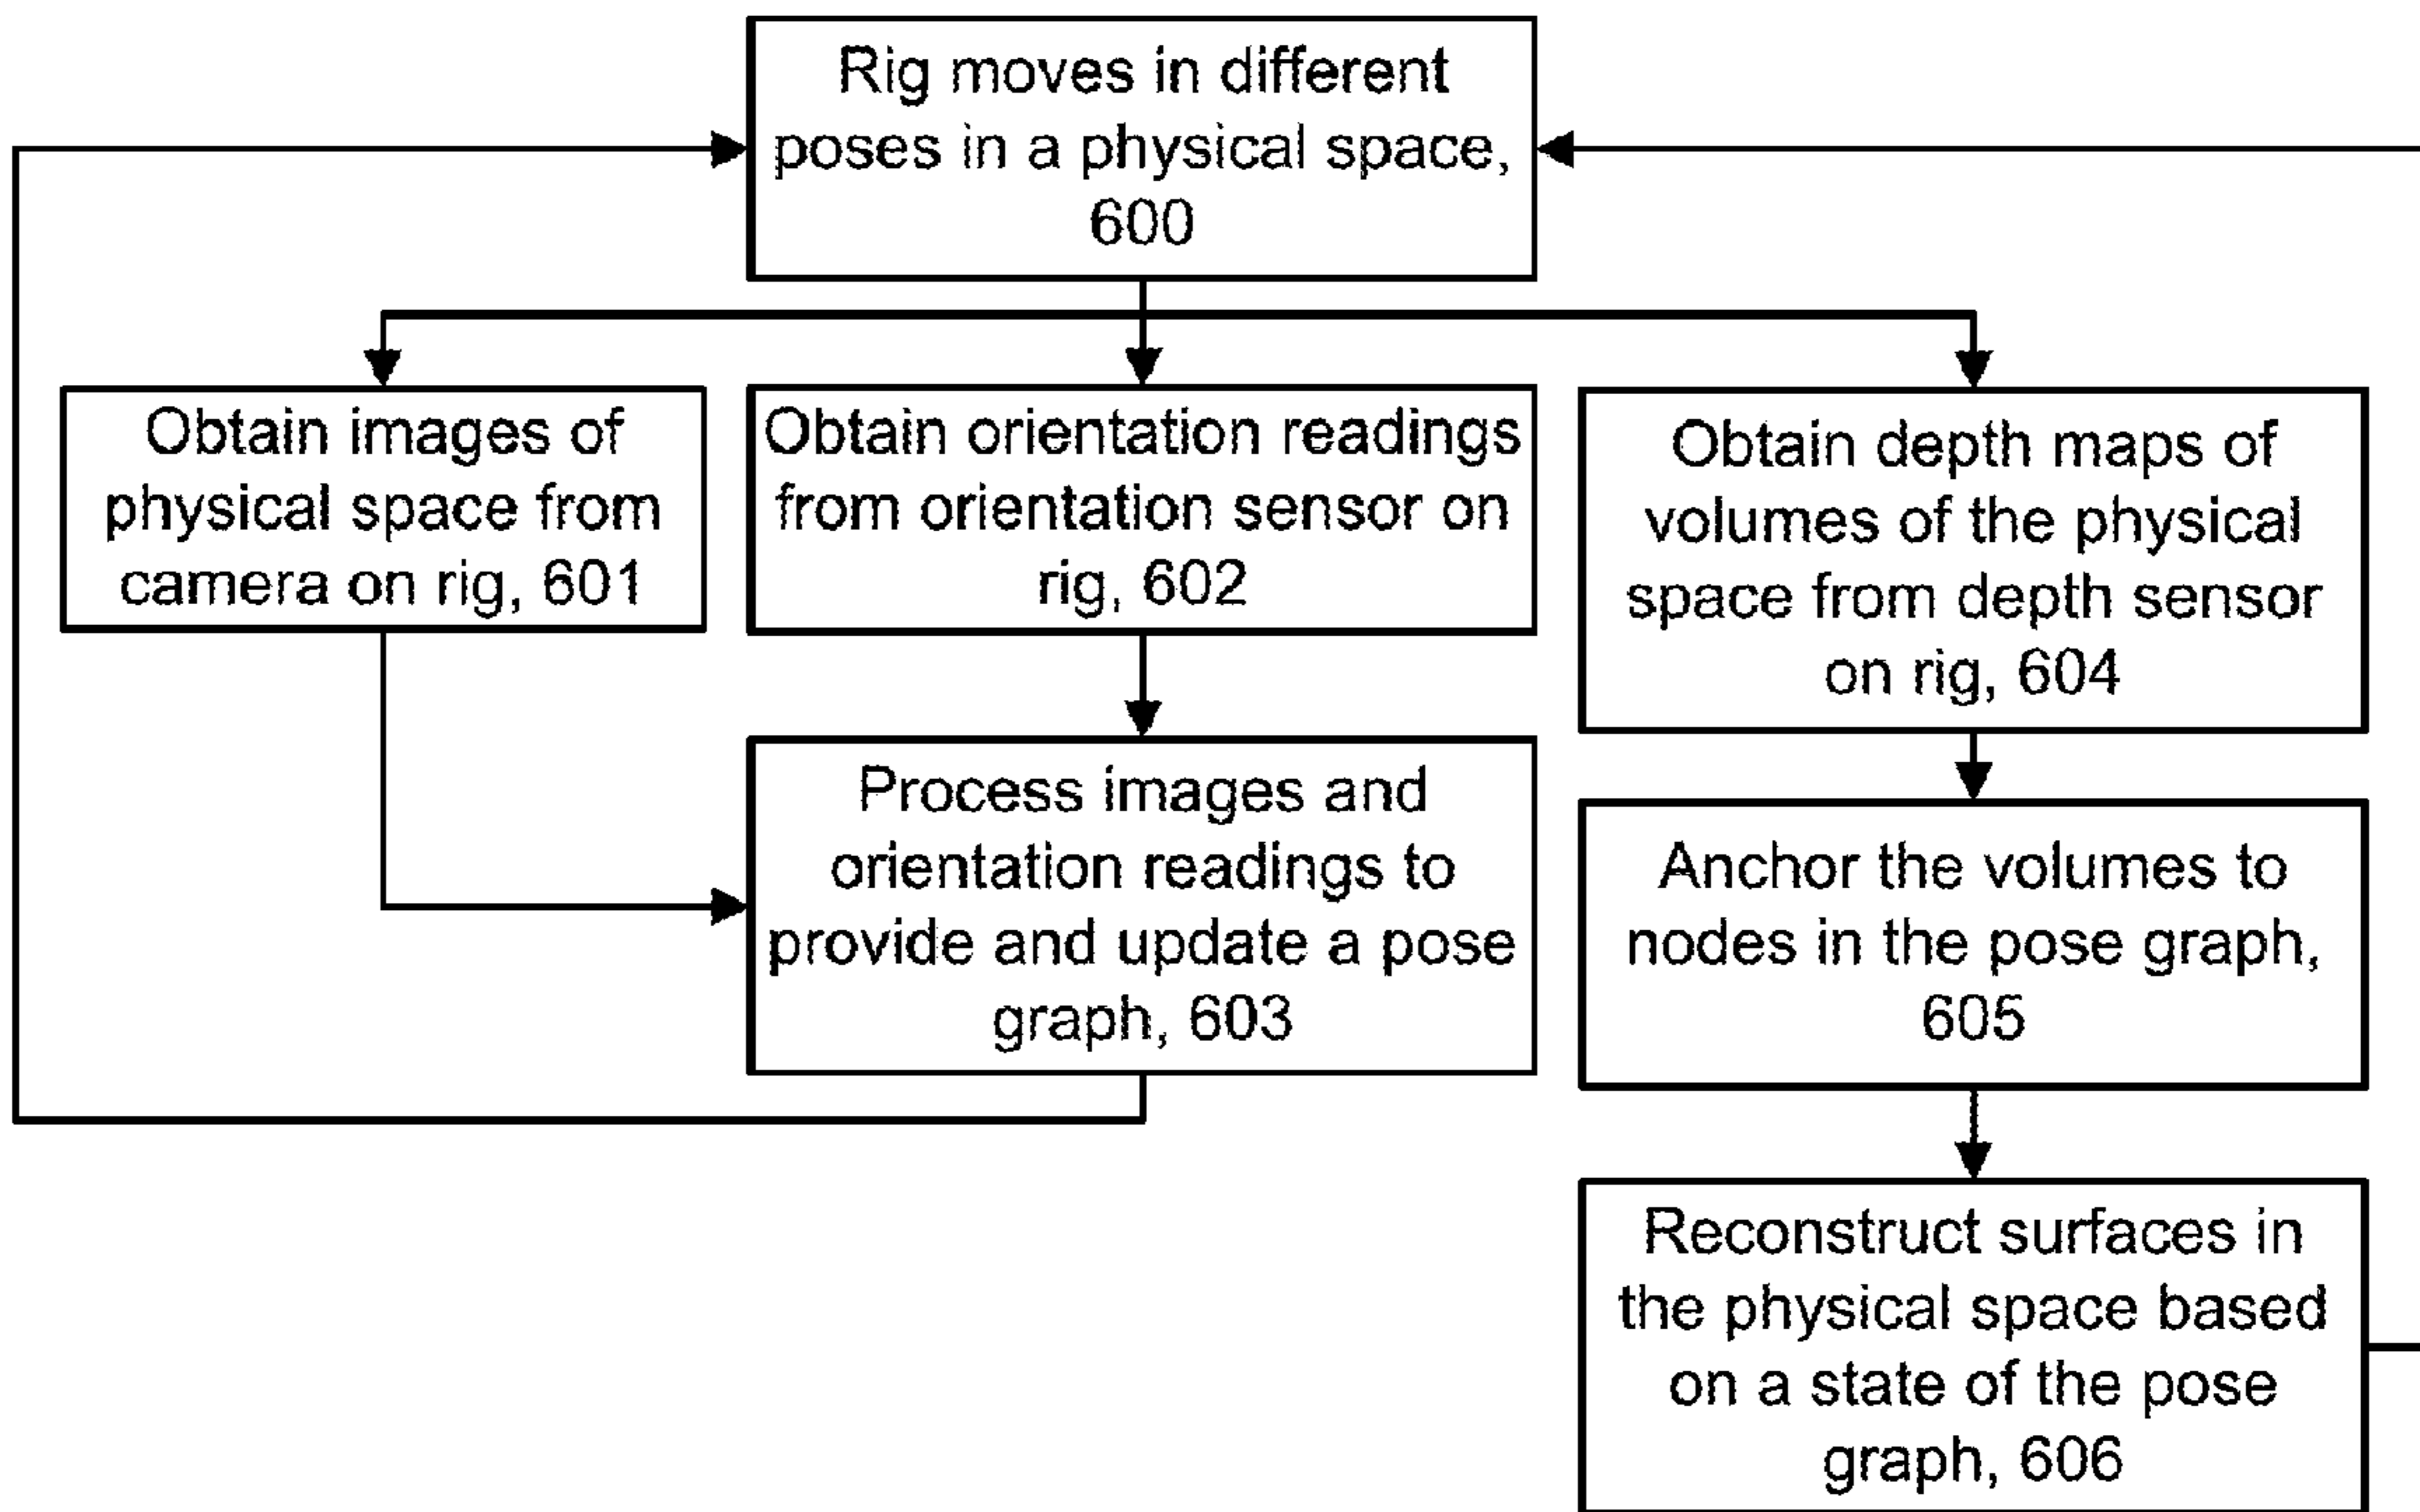 Rig moves in different
poses in a physical space,
600
Obtain images of
physical space from
camera on rig, 601
Obtain orientation readings
from orientation sensor on
rig, 602
Obtain depth maps of
volumes of the physical
space from depth sensor
on rig, 604
Process images and
orientation readings to
provide and update a pose
graph, 603
Anchor the volumes to
nodes in the pose graph,
605
Reconstruct surfaces in
the physical space based
on a state of the pose
graph, 606